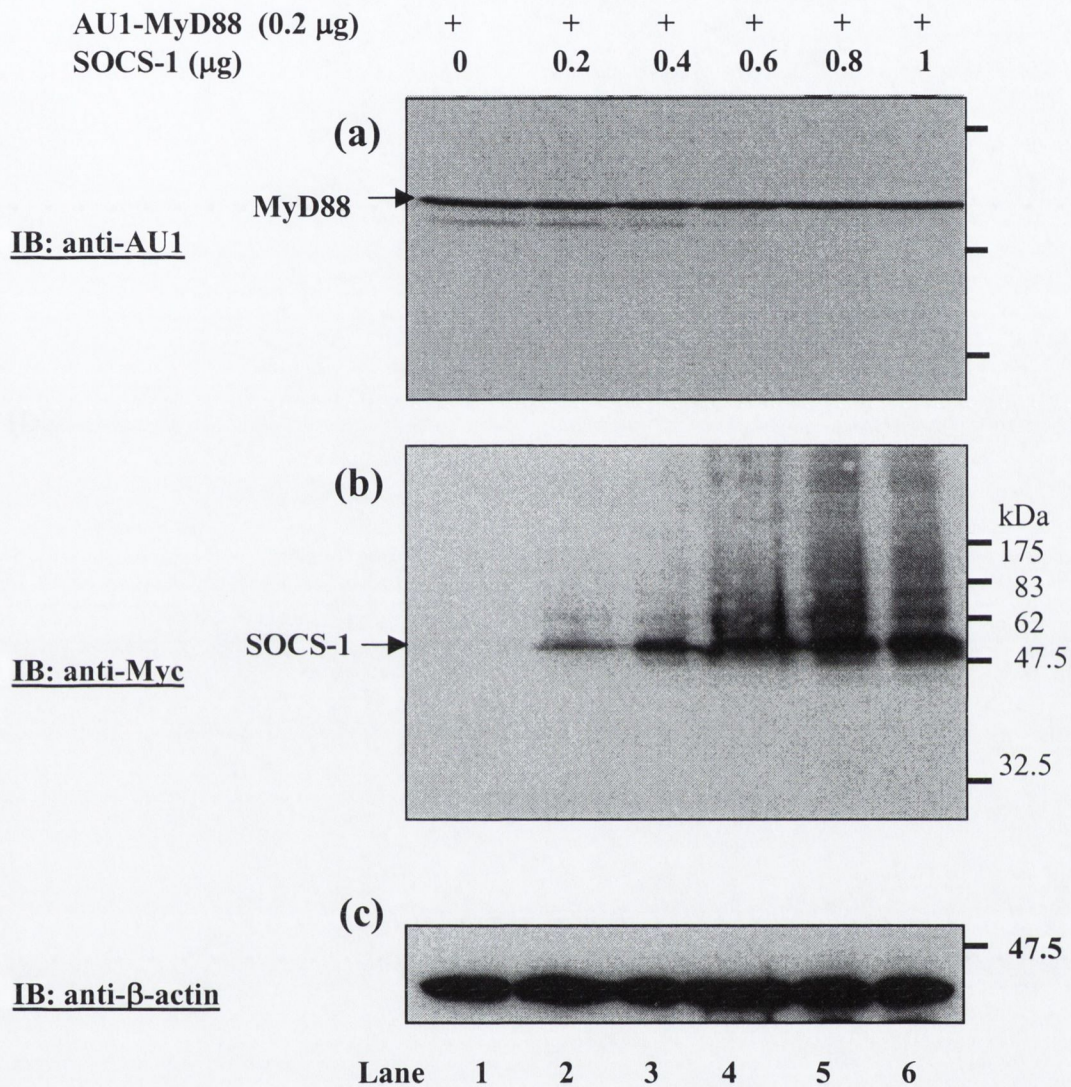 AU1-MyD88 (0.2 µg) + + + + + +
SOCS-1 (µg) 0 0.2 0.4 0.6 0.8 1
(a)
MyD88
IB: anti-AU1
(b)
kDa
175
83
62
SOCS-1
47.5
IB: anti-Myc
32.5
(c)
47.5
IB: anti-β-actin
Lane 1 2 3 4 5 6